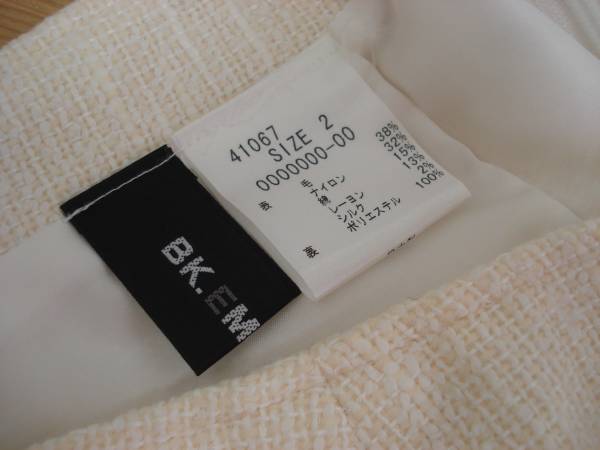 41067
SIZE 2
0000000-00
表 毛 38%
ナイロン 32%
綿 15%
レーヨン 13%
シルク 2%
裏 ポリエステル 100%
BK.